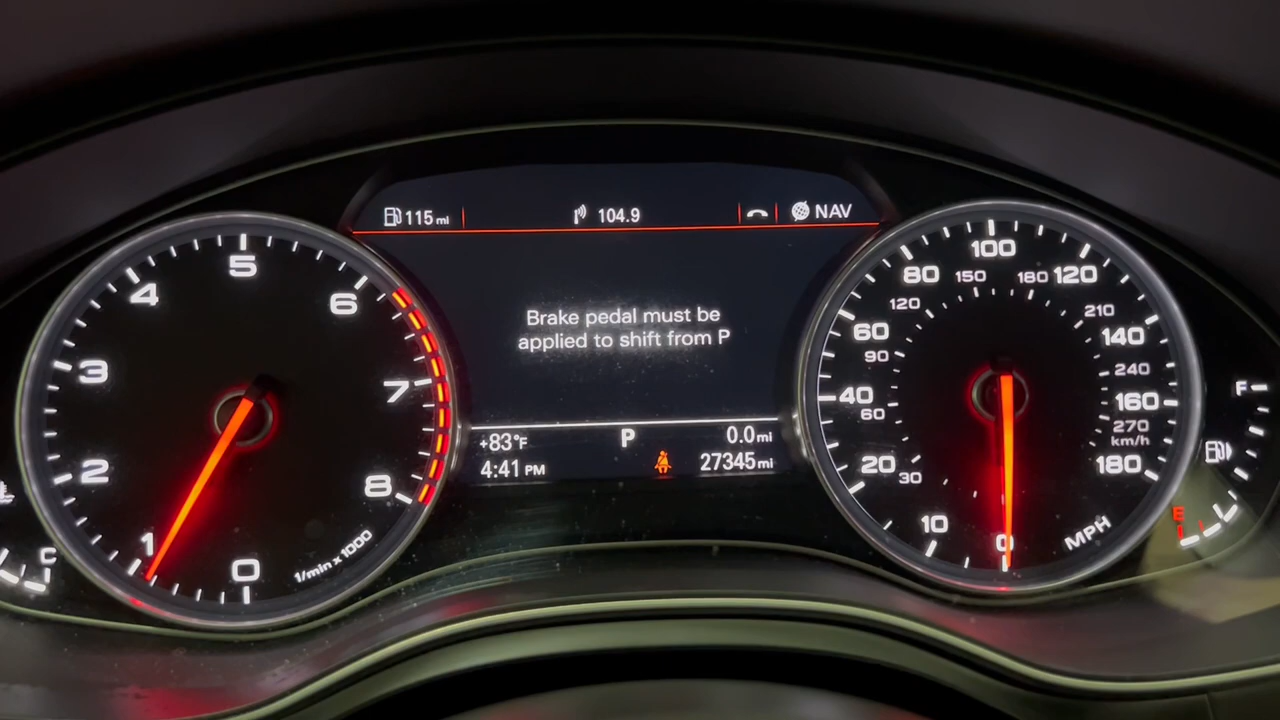 115 mi
104.9
NAV
Brake pedal must be
applied to shift from P
+83°F
P
0.0 mi
4:41 PM
27345 mi
0
1
2
3
4
5
6
7
8
1/min x 1000
C
0
10
20
40
60
80
100
120
140
160
180
30
60
90
120
150
180
210
240
270
km/h
MPH
F
E